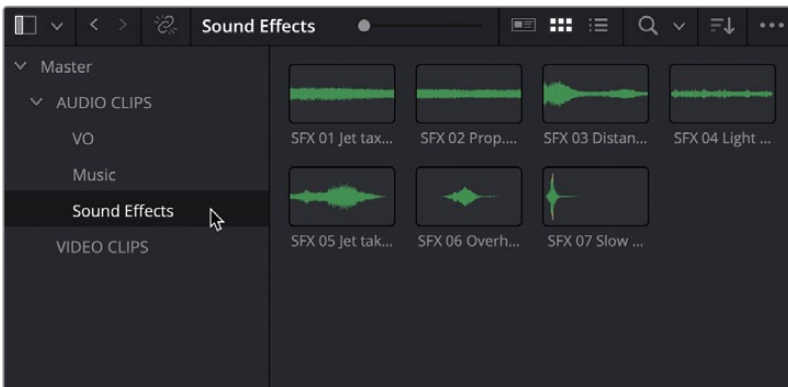 Sound Effects
Master
AUDIO CLIPS
VO
Music
Sound Effects
VIDEO CLIPS
SFX 01 Jet tax...
SFX 02 Prop....
SFX 03 Distan...
SFX 04 Light ...
SFX 05 Jet tak...
SFX 06 Overh...
SFX 07 Slow ...